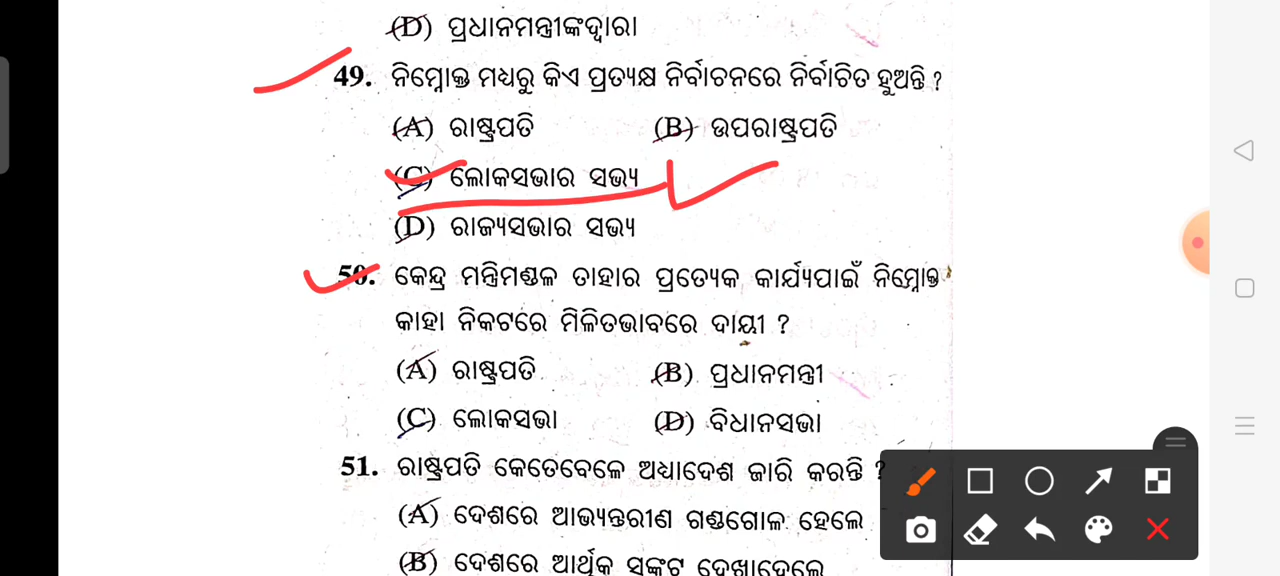 (D) ପ୍ରଧାନମନ୍ତ୍ରୀଙ୍କଦ୍ୱାରା
49. ନିମ୍ନୋକ୍ତ ମଧ୍ୟରୁ କିଏ ପ୍ରତ୍ୟକ୍ଷ ନିର୍ବାଚନରେ ନିର୍ବାଚିତ ହୁଅନ୍ତି ?
(A) ରାଷ୍ଟ୍ରପତି (B) ଉପରାଷ୍ଟ୍ରପତି
(C) ଲୋକସଭାର ସଭ୍ୟ
(D) ରାଜ୍ୟସଭାର ସଭ୍ୟ
50. କେନ୍ଦ୍ର ମନ୍ତ୍ରିମଣ୍ଡଳ ତାହାର ପ୍ରତ୍ୟେକ କାର୍ଯ୍ୟପାଇଁ ନିମ୍ନୋକ୍ତ
କାହା ନିକଟରେ ମିଳିତଭାବରେ ଦାୟୀ ?
(A) ରାଷ୍ଟ୍ରପତି (B) ପ୍ରଧାନମନ୍ତ୍ରୀ
(C) ଲୋକସଭା (D) ବିଧାନସଭା
51. ରାଷ୍ଟ୍ରପତି କେତେବେଳେ ଅଧ୍ୟାଦେଶ ଜାରି କରନ୍ତି ?
(A) ଦେଶରେ ଆଭ୍ୟନ୍ତରୀଣ ଗଣ୍ଡଗୋଳ ହେଲେ
(B) ଦେଶରେ ଆର୍ଥିକ ସଙ୍କଟ ଦେଖାଦେଲେ